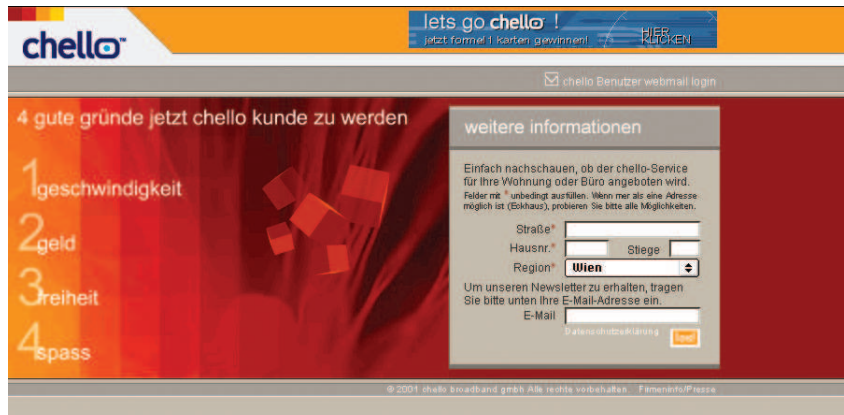 chello™
lets go chello !
jetzt formel 1 karten gewinnen!
HIER
KLICKEN
chello Benutzer webmail login
4 gute gründe jetzt chello kunde zu werden
1geschwindigkeit
2geld
3freiheit
4spass
weitere informationen
Einfach nachschauen, ob der chello-Service
für Ihre Wohnung oder Büro angeboten wird.
Felder mit * unbedingt ausfüllen. Wenn mer als eine Adresse
möglich ist (Eckhaus), probieren Sie bitte alle Möglichkeiten.
Straße*
Hausnr.* Stiege
Region* Wien
Um unseren Newsletter zu erhalten, tragen
Sie bitte unten Ihre E-Mail-Adresse ein.
E-Mail
Datenschutzerklärung
© 2001 chello broadband gmbh Alle rechte vorbehalten Firmeninfo/Presse